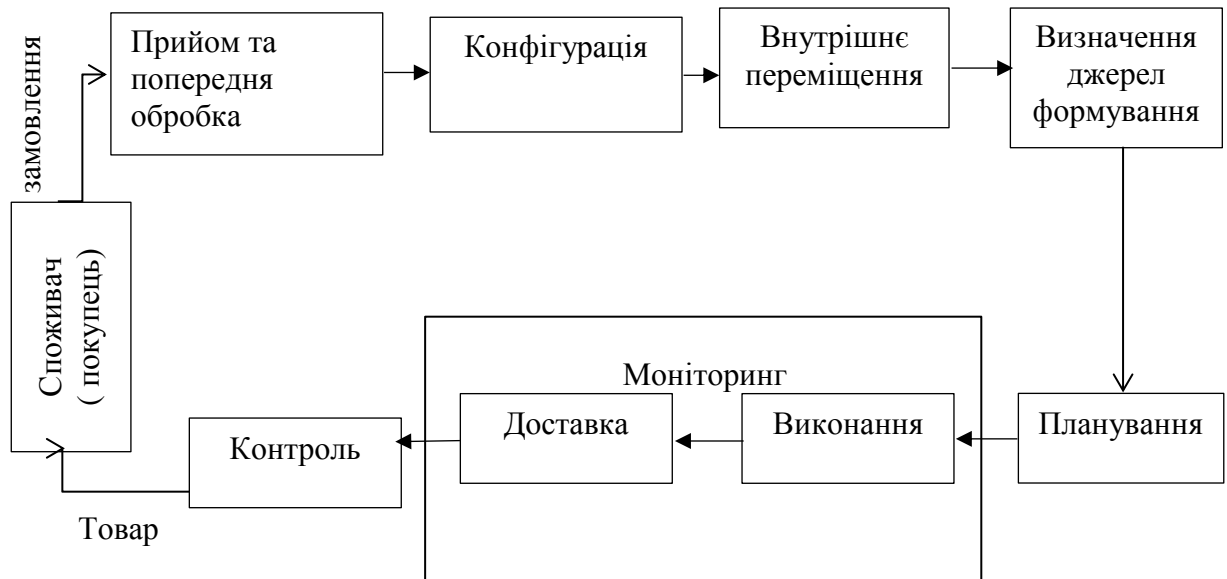 замовлення
Прийом та
попередня
обробка
Конфігурація
Внутрішнє
переміщення
Визначення
джерел
формування
Споживач
( покупець)
Моніторинг
Контроль
Доставка
Виконання
Планування
Товар